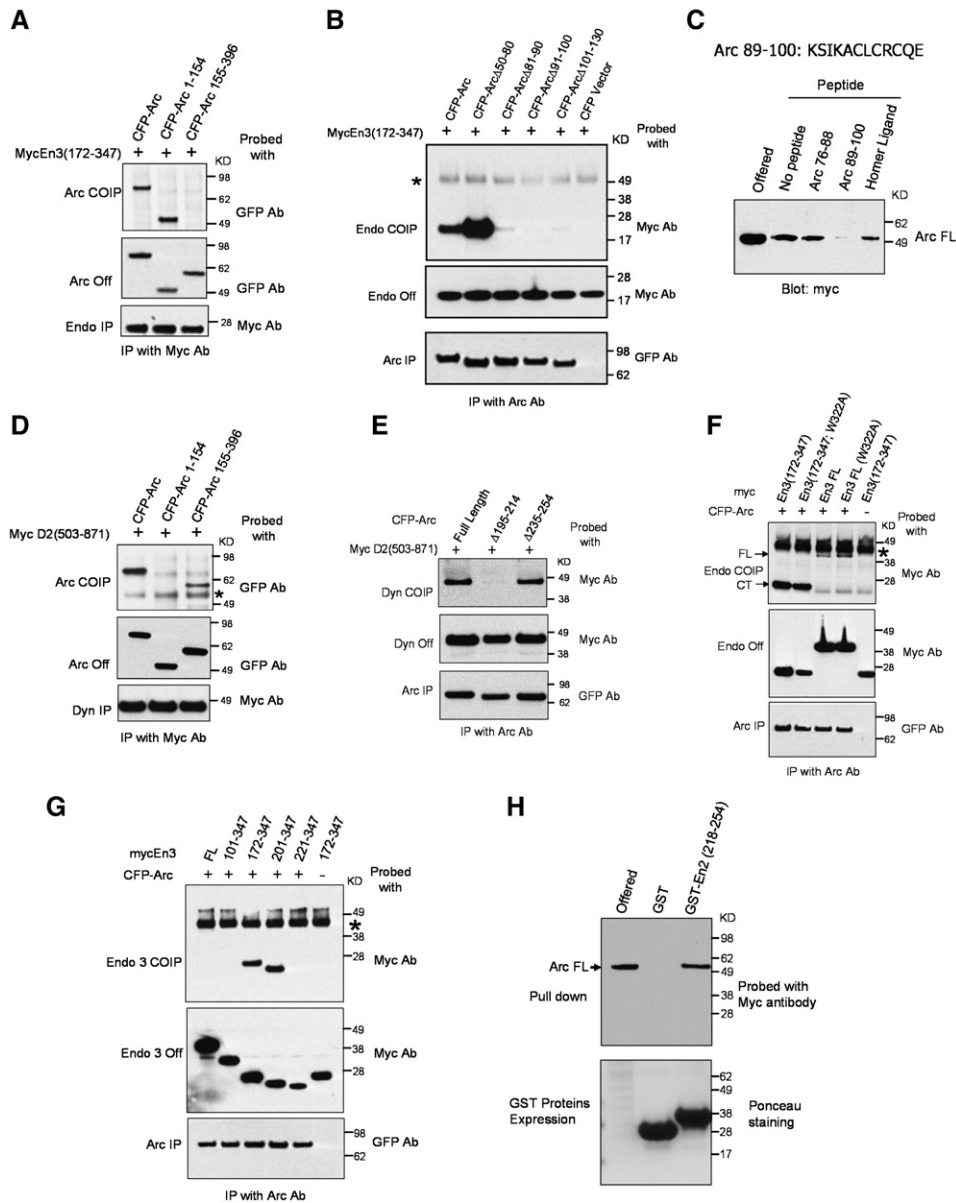 A
CFP-Arc
CFP-Arc 1-154
CFP-Arc 155-396
MycEn3(172-347) + + +
Probed with
KD
Arc COIP
98
62
49
GFP Ab
Arc Off
98
62
49
GFP Ab
Endo IP
28
Myc Ab
IP with Myc Ab
B
CFP-Arc
CFP-ArcΔ50-80
CFP-ArcΔ81-90
CFP-ArcΔ91-100
CFP-ArcΔ101-130
CFP Vector
MycEn3(172-347) + + + + + +
Probed with
KD
*
49
38
28
17
Endo COIP
Myc Ab
Endo Off
28
17
Myc Ab
Arc IP
98
62
GFP Ab
IP with Arc Ab
C
Arc 89-100: KSIKACLCRCQE
Peptide
Offered
No peptide
Arc 76-88
Arc 89-100
Homer Ligand
KD
62
49
Arc FL
Blot: myc
D
CFP-Arc
CFP-Arc 1-154
CFP-Arc 155-396
Myc D2(503-871) + + +
Probed with
KD
Arc COIP
98
62
*
49
GFP Ab
Arc Off
98
62
49
GFP Ab
Dyn IP
49
Myc Ab
IP with Myc Ab
E
CFP-Arc
Full Length
Δ195-214
Δ235-254
Myc D2(503-871) + + +
Probed with
KD
Dyn COIP
49
38
Myc Ab
Dyn Off
49
38
Myc Ab
Arc IP
98
62
GFP Ab
IP with Arc Ab
F
myc
En3(172-347)
En3(172-347; W322A)
En3 FL
En3 FL (W322A)
En3(172-347)
CFP-Arc + + + + -
KD
Probed with
FL
49
*
38
Endo COIP
28
CT
Myc Ab
Endo Off
49
38
28
Myc Ab
Arc IP
98
62
GFP Ab
IP with Arc Ab
G
mycEn3
FL
101-347
172-347
201-347
221-347
172-347
CFP-Arc + + + + + -
KD
Probed with
49
*
38
28
Endo 3 COIP
Myc Ab
Endo 3 Off
49
38
28
Myc Ab
Arc IP
98
62
GFP Ab
IP with Arc Ab
H
Offered
GST
GST-En2 (218-254)
KD
98
62
49
38
28
Arc FL
Pull down
Probed with
Myc antibody
GST Proteins
Expression
62
49
38
28
17
Ponceau
staining